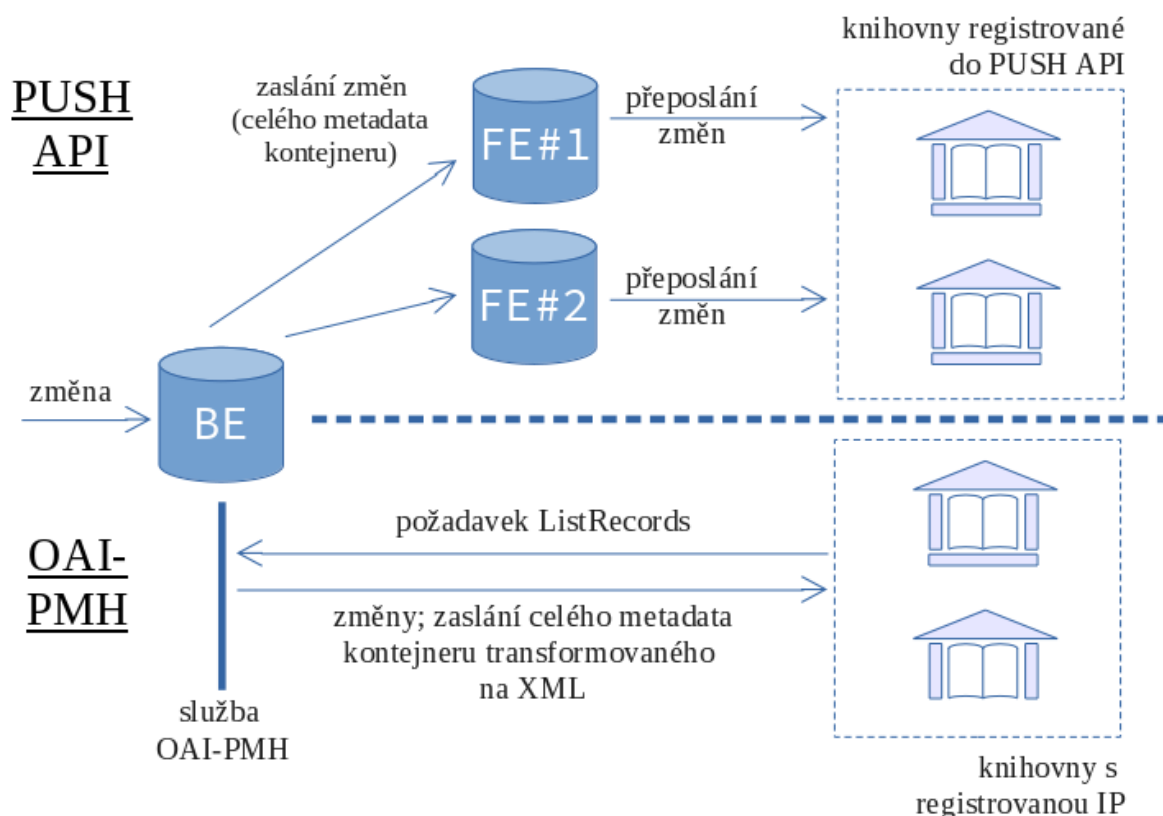 knihovny registrované
do PUSH API
PUSH
API
zaslání změn
(celého metadata
kontejneru)
FE#1
přeposlání
změn
FE#2
přeposlání
změn
změna
BE
OAI-
PMH
požadavek ListRecords
změny; zaslání celého metadata
kontejneru transformovaného
na XML
služba
OAI-PMH
knihovny s
registrovanou IP